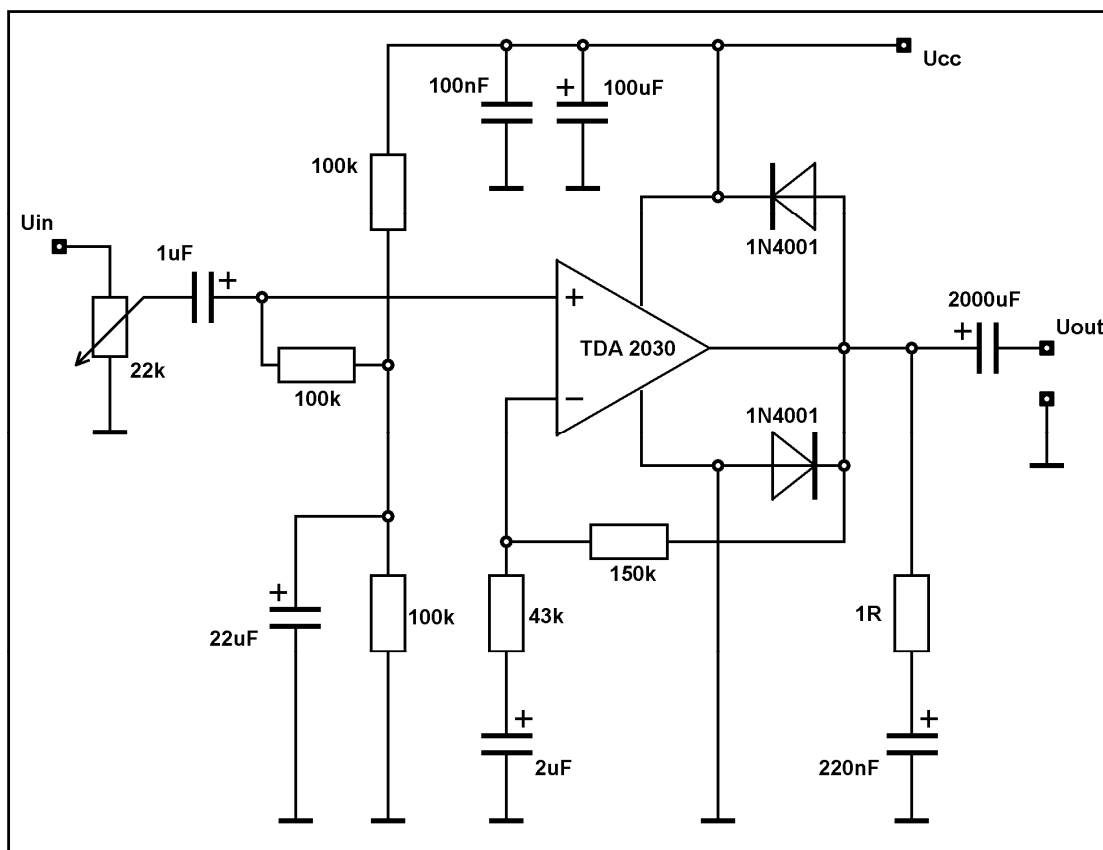 Ucc
100nF
+
100uF
100k
Uin
1uF
+
1N4001
+
TDA 2030
2000uF
+
Uout
22k
100k
−
1N4001
150k
+
22uF
100k
43k
1R
+
2uF
+
220nF